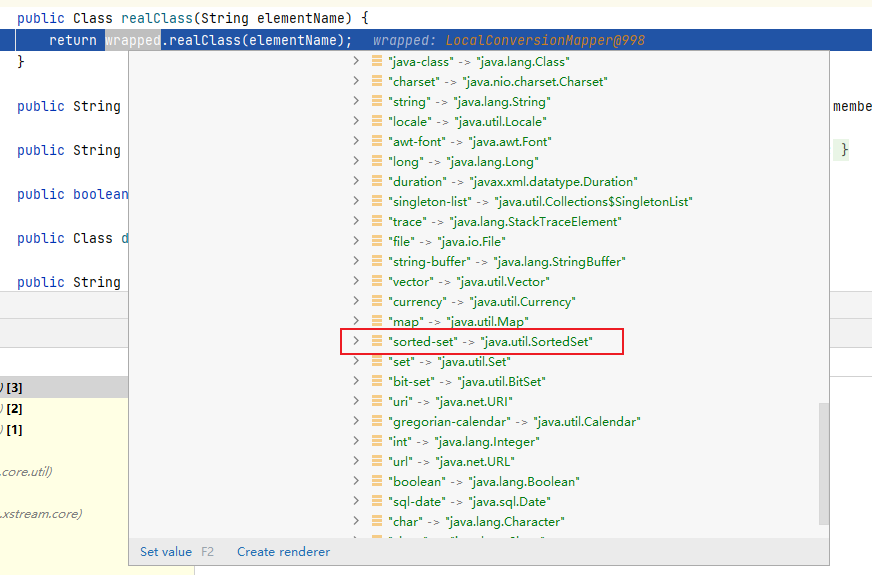 public Class realClass(String elementName) {
return wrapped.realClass(elementName); wrapped: LocalConversionMapper@998
}
"java-class" -> "java.lang.Class"
"charset" -> "java.nio.charset.Charset"
public String
"string" -> "java.lang.String"
membe
"locale" -> "java.util.Locale"
"awt-font" -> "java.awt.Font"
public String
}
"long" -> "java.lang.Long"
"duration" -> "javax.xml.datatype.Duration"
public boolean
"singleton-list" -> "java.util.Collections$SingletonList"
"trace" -> "java.lang.StackTraceElement"
public Class d
"file" -> "java.io.File"
"string-buffer" -> "java.lang.StringBuffer"
public String
"vector" -> "java.util.Vector"
"currency" -> "java.util.Currency"
"map" -> "java.util.Map"
"sorted-set" -> "java.util.SortedSet"
"set" -> "java.util.Set"
"bit-set" -> "java.util.BitSet"
) [3]
"uri" -> "java.net.URI"
) [2]
"gregorian-calendar" -> "java.util.Calendar"
) [1]
"int" -> "java.lang.Integer"
"url" -> "java.net.URL"
.core.util)
"boolean" -> "java.lang.Boolean"
"sql-date" -> "java.sql.Date"
.xstream.core)
"char" -> "java.lang.Character"
Set value F2 Create renderer